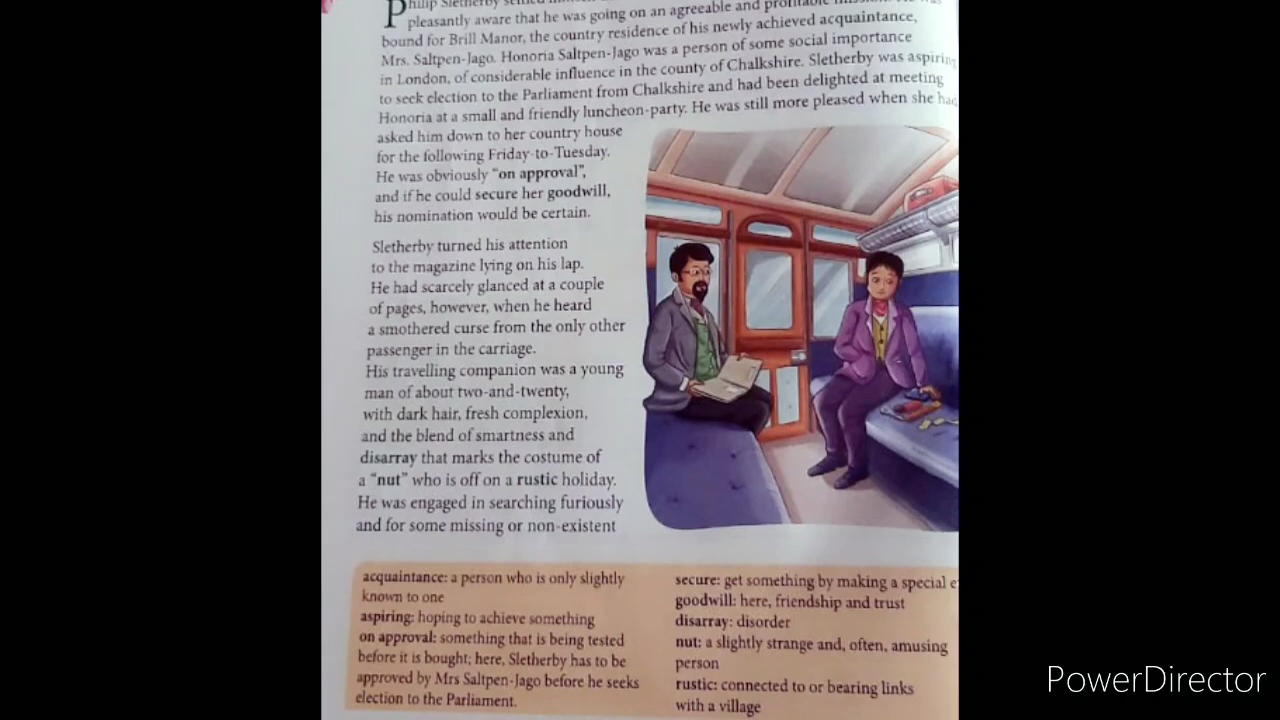 Philip Sletherby settled
pleasantly aware that he was going on an agreeable and profitable mission. He was
bound for Brill Manor, the country residence of his newly achieved acquaintance,
Mrs. Saltpen-Jago. Honoria Saltpen-Jago was a person of some social importance
in London, of considerable influence in the county of Chalkshire. Sletherby was aspiring
to seek election to the Parliament from Chalkshire and had been delighted at meeting
Honoria at a small and friendly luncheon-party. He was still more pleased when she had
asked him down to her country house
for the following Friday-to-Tuesday.
He was obviously “on approval”,
and if he could secure her goodwill,
his nomination would be certain.
Sletherby turned his attention
to the magazine lying on his lap.
He had scarcely glanced at a couple
of pages, however, when he heard
a smothered curse from the only other
passenger in the carriage.
His travelling companion was a young
man of about two-and-twenty,
with dark hair, fresh complexion,
and the blend of smartness and
disarray that marks the costume of
a “nut” who is off on a rustic holiday.
He was engaged in searching furiously
and for some missing or non-existent
acquaintance: a person who is only slightly
known to one
aspiring: hoping to achieve something
on approval: something that is being tested
before it is bought; here, Sletherby has to be
approved by Mrs Saltpen-Jago before he seeks
election to the Parliament.
secure: get something by making a special e
goodwill: here, friendship and trust
disarray: disorder
nut: a slightly strange and, often, amusing
person
rustic: connected to or bearing links
with a village
PowerDirector